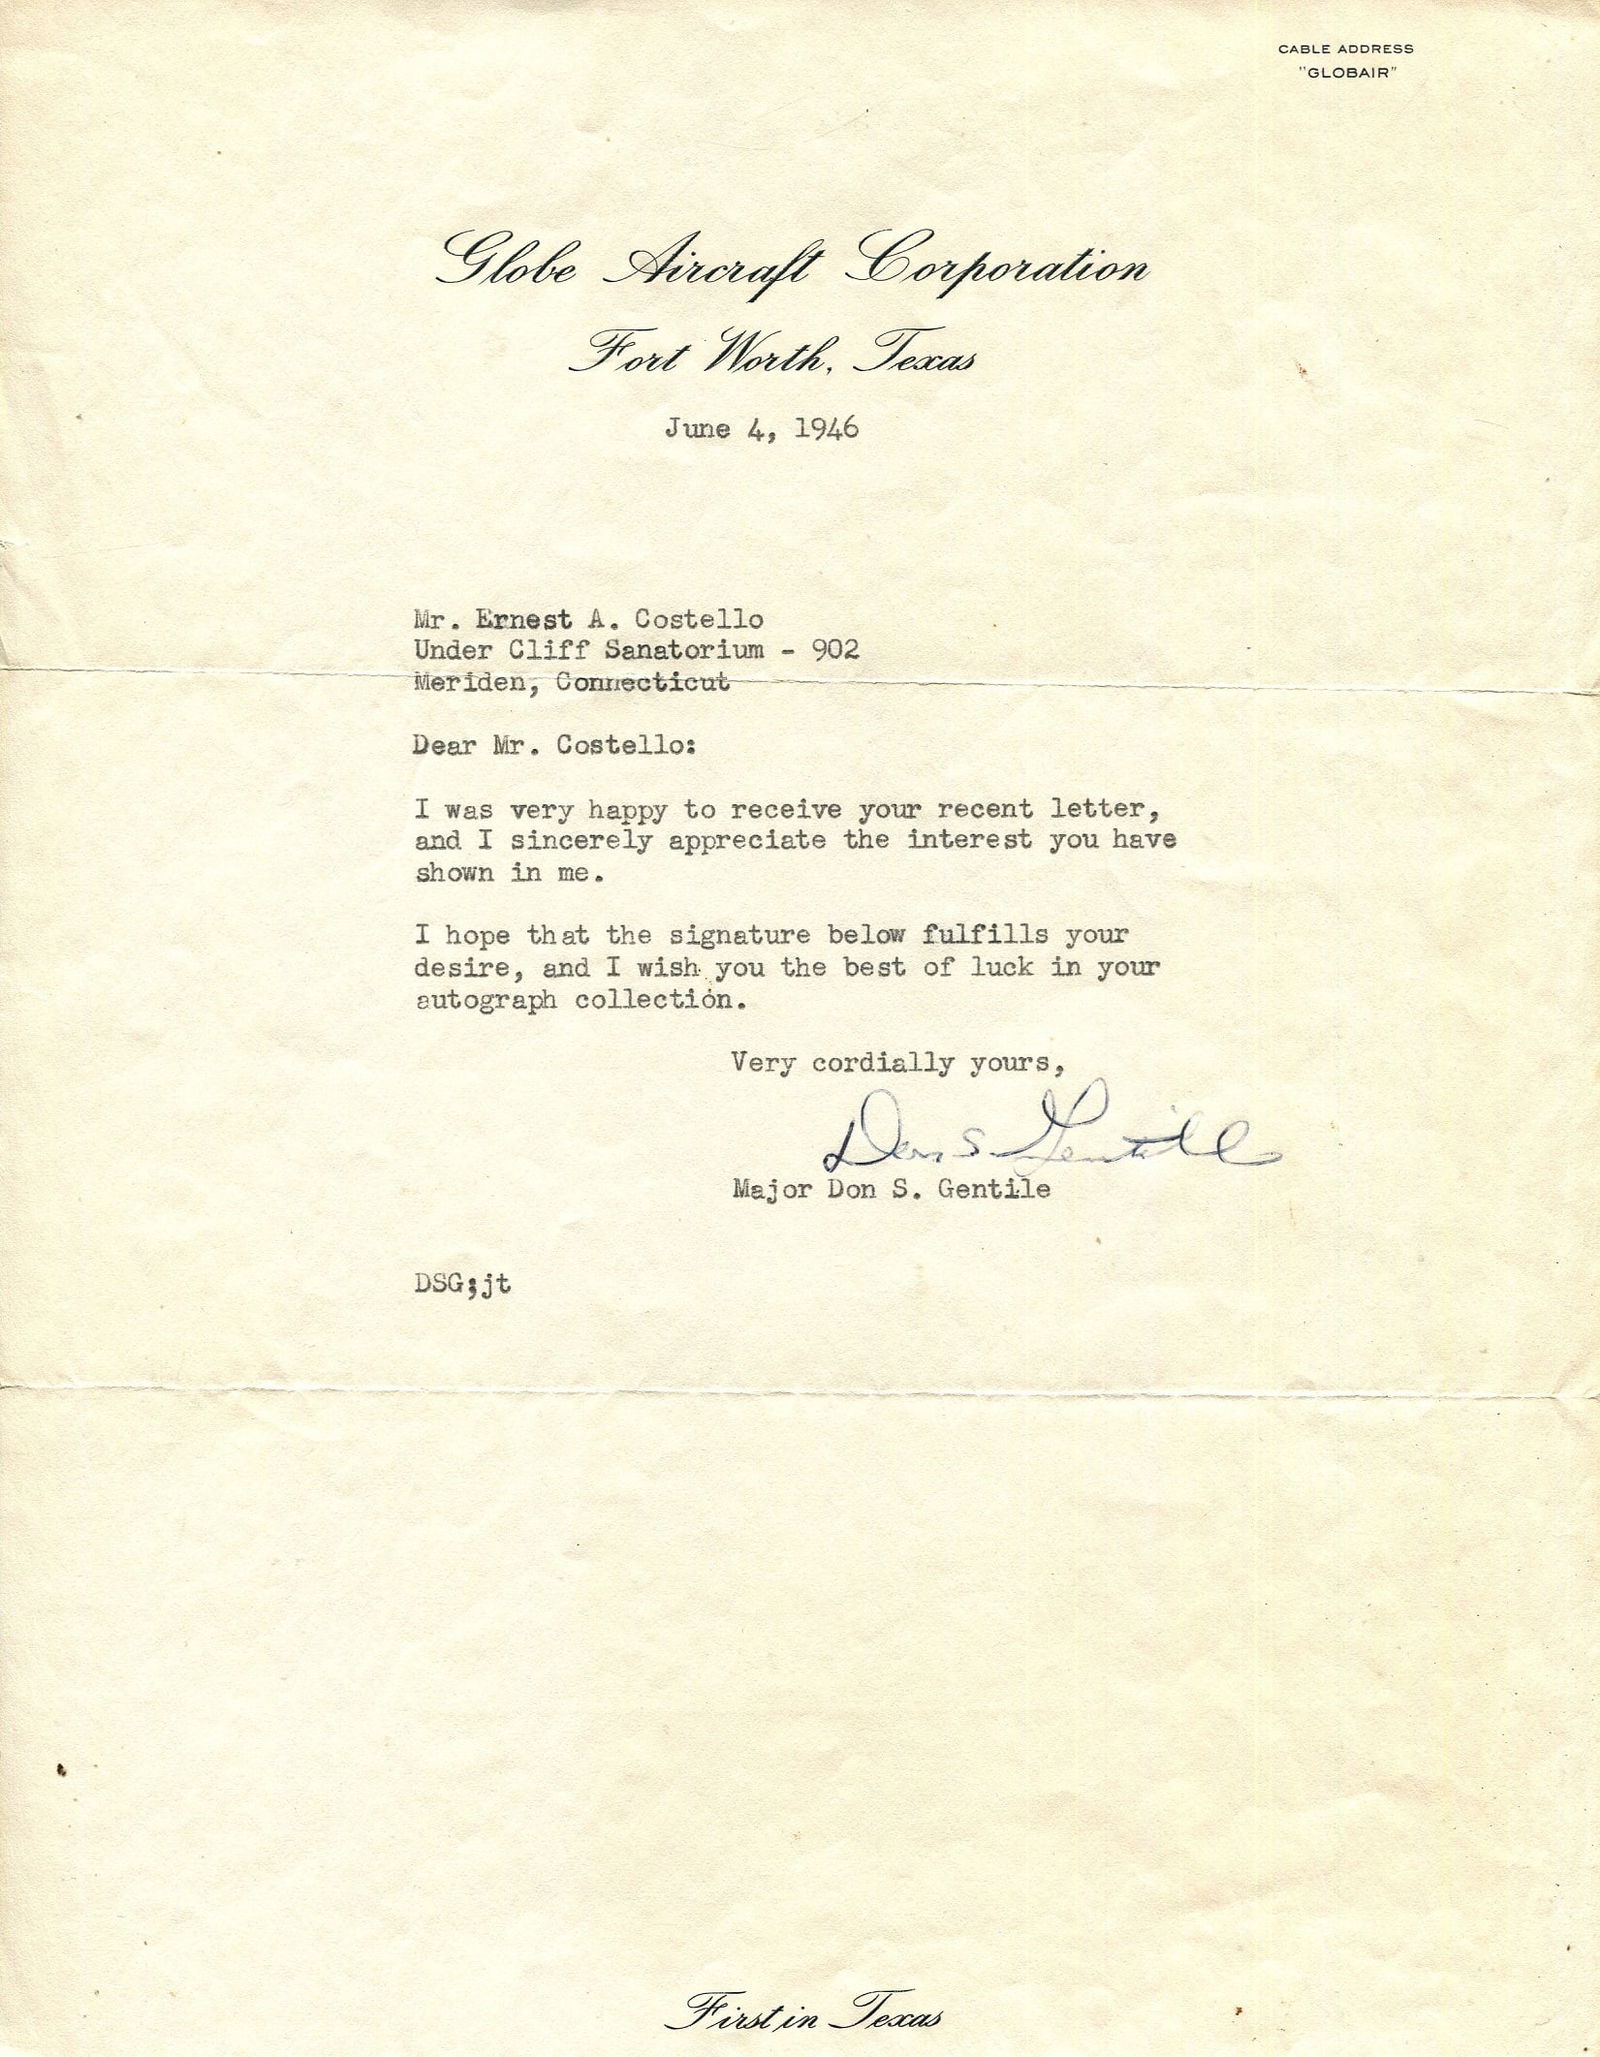 CABLE ADDRESS
"GLOBAIR"
Globe Aircraft Corporation
Fort Worth, Texas
June 4, 1946
Mr. Ernest A. Costello
Under Cliff Sanatorium - 902
Meriden, Connecticut
Dear Mr. Costello:
I was very happy to receive your recent letter,
and I sincerely appreciate the interest you have
shown in me.
I hope that the signature below fulfills your
desire, and I wish you the best of luck in your
autograph collection.
Very cordially yours,
Don S. Gentile
Major Don S. Gentile
DSG;jt
First in Texas